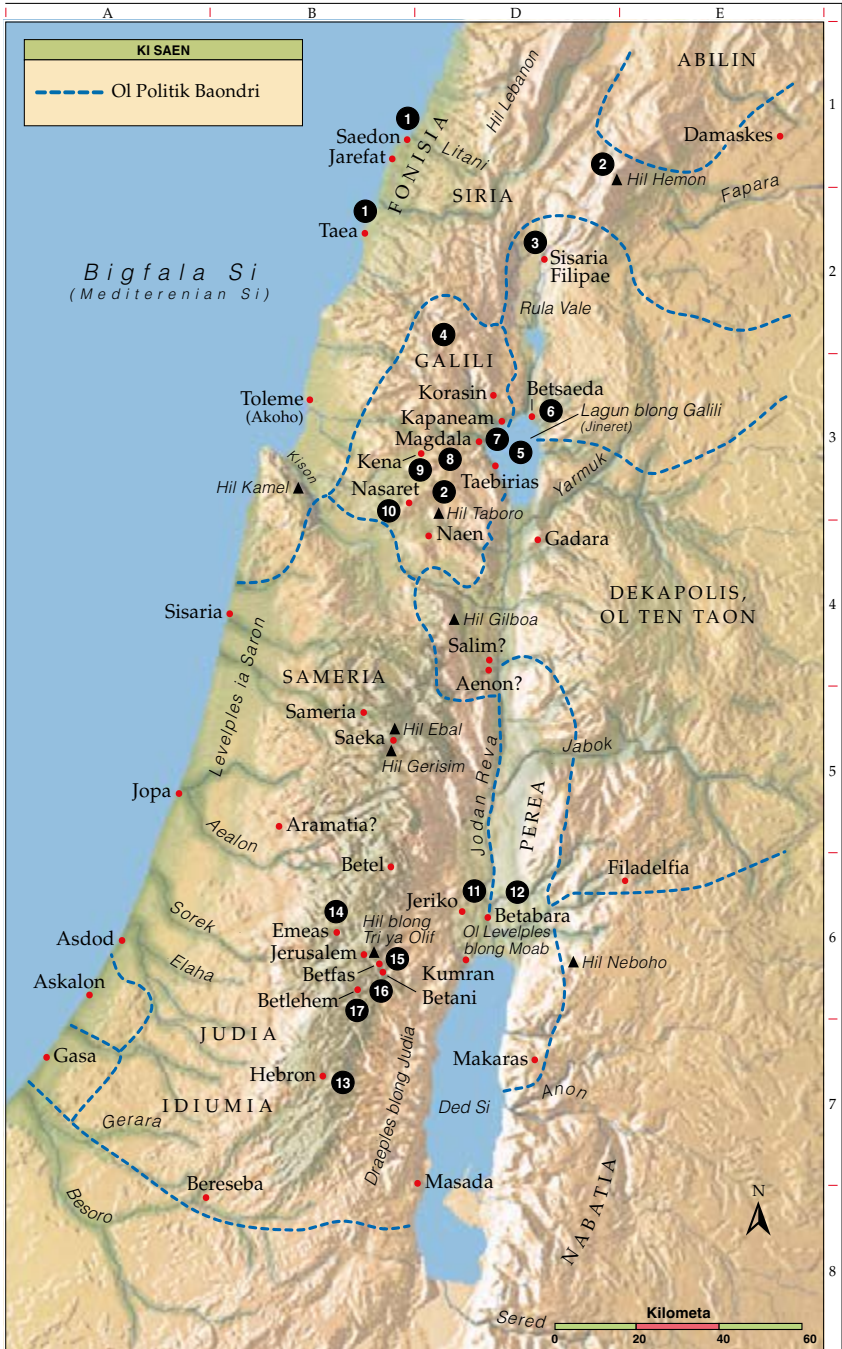 A B D E
KI SAEN
Ol Politik Baondri
ABILIN
1
Hil Lebanon
1
Saedon
Damaskes
Jarefat
Litani
FONISIA
2
Hil Hemon
SIRIA
Fapara
1
Taea
3
Sisaria
Filipae
Bigfala Si
(Mediterenian Si)
2
Rula Vale
4
GALILI
Korasin
Betsaeda
Toleme
(Akoho)
Kapaneam
6
Lagun blong Galili
(Jineret)
Magdala
7
5
3
Kena
8
9
Kison
Taebirias
Yarmuk
Hil Kamel
Nasaret
2
10
Hil Taboro
Naen
Gadara
DEKAPOLIS,
OL TEN TAON
4
Sisaria
Hil Gilboa
Salim?
Aenon?
Levelples ia Saron
SAMERIA
Sameria
Hil Ebal
Saeka
Hil Gerisim
Jodan Reva
Jabok
5
Jopa
PEREA
Aealon
Aramatia?
Betel
Filadelfia
11
12
Jeriko
Betabara
Sorek
14
Emeas
Hil blong
Tri ya Olif
Ol Levelples
blong Moab
6
Asdod
Jerusalem
15
Hil Neboho
Elaha
Betfas
Kumran
Askalon
Betani
16
Betlehem
17
JUDIA
Gasa
Makaras
Hebron
13
Anon
IDIUMIA
Ded Si
7
Gerara
Draeples blong Judia
Bereseba
Masada
Besoro
NABATIA
N
8
Sered
Kilometa
0 20 40 60